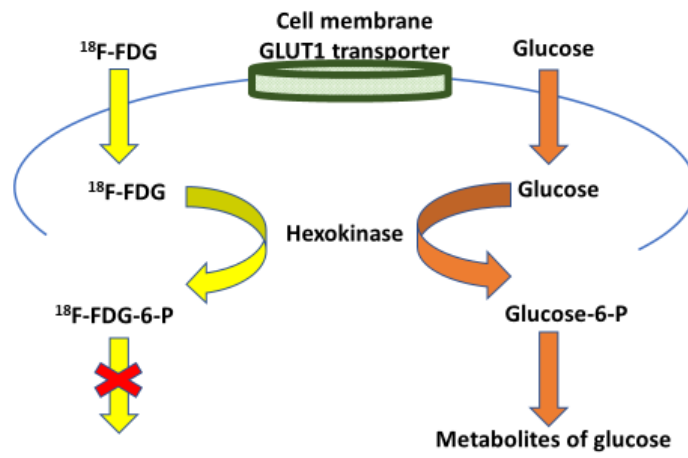 Cell membrane
¹⁸F-FDG
GLUT1 transporter
Glucose
¹⁸F-FDG
Glucose
Hexokinase
¹⁸F-FDG-6-P
Glucose-6-P
Metabolites of glucose